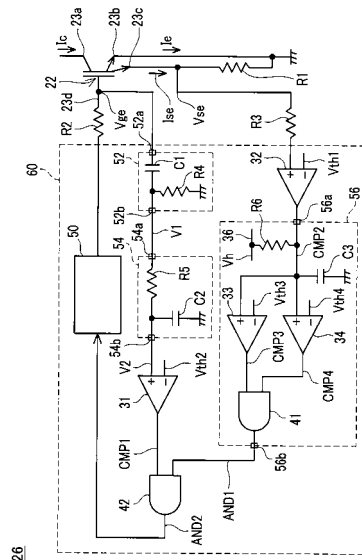 26
60
50
R2
23d
22
23a
Ic
23b
23c
Ie
Vge
Ise
Vse
R1
R3
52a
52
C1
R4
52b
54a
54
V1
R5
C2
54b
V2
31
Vth2
CMP1
42
AND2
AND1
32
Vth1
56a
56
R6
36
Vh
CMP2
C3
33
Vth3
34
Vth4
CMP3
CMP4
41
56b